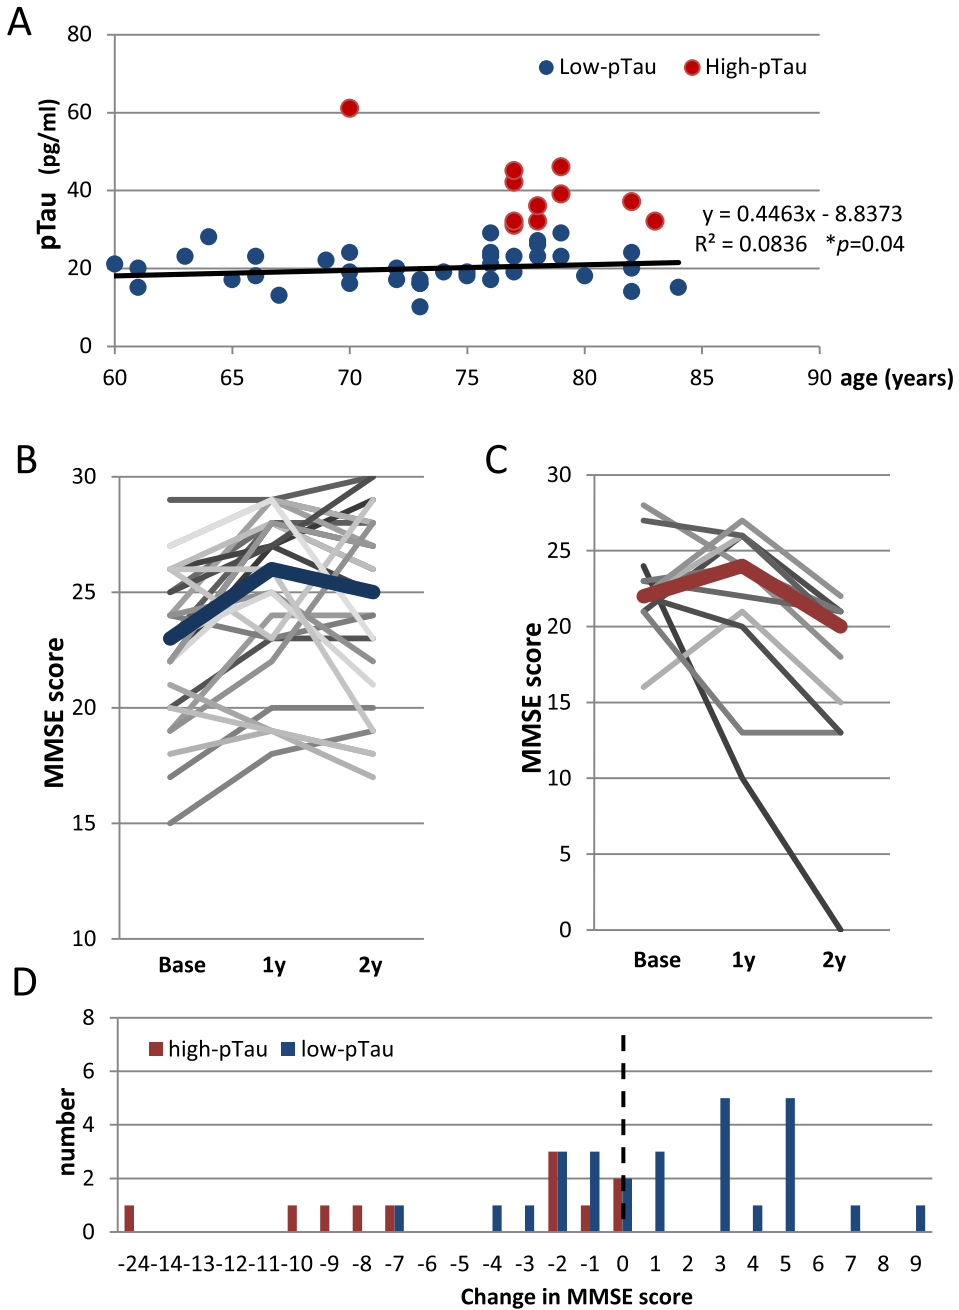 A
80
60
40
20
0
pTau (pg/ml)
Low-pTau High-pTau
y = 0.4463x - 8.8373
R² = 0.0836 *p=0.04
60 65 70 75 80 85 90 age (years)
B
30
25
20
15
10
MMSE score
Base 1y 2y
C
30
25
20
15
10
5
0
MMSE score
Base 1y 2y
D
8
6
4
2
0
number
high-pTau low-pTau
-24 -14 -13 -12 -11 -10 -9 -8 -7 -6 -5 -4 -3 -2 -1 0 1 2 3 4 5 7 8 9
Change in MMSE score